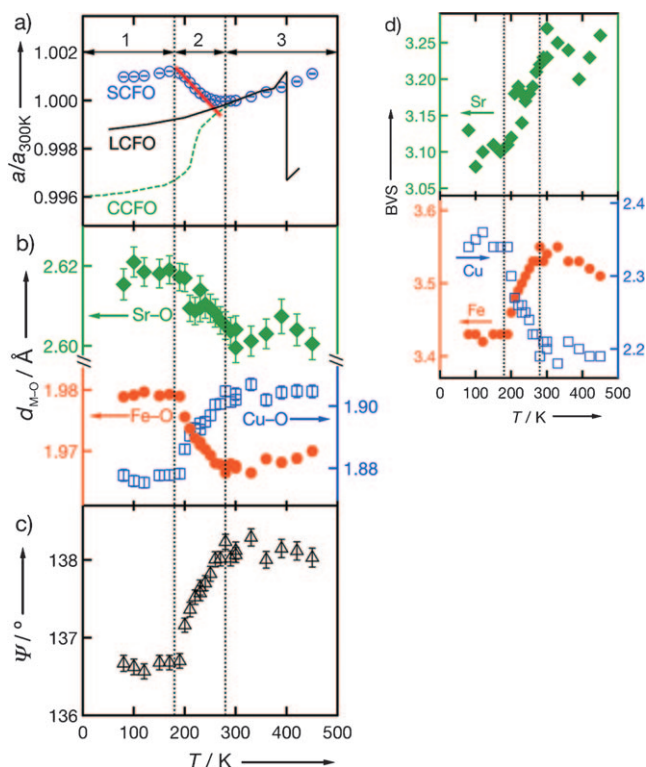 a)
1 2 3
1.002
1.000
0.998
0.996
a/a300K
SCFO
LCFO
CCFO
b)
2.62
2.60
1.98
1.97
1.90
1.88
dM–O / Å
Sr–O
Fe–O
Cu–O
c)
138
137
136
Ψ / °
0 100 200 300 400 500
T / K
d)
3.25
3.20
3.15
3.10
3.05
Sr
BVS
3.6
3.5
3.4
2.4
2.3
2.2
Cu
Fe
0 100 200 300 400 500
T / K